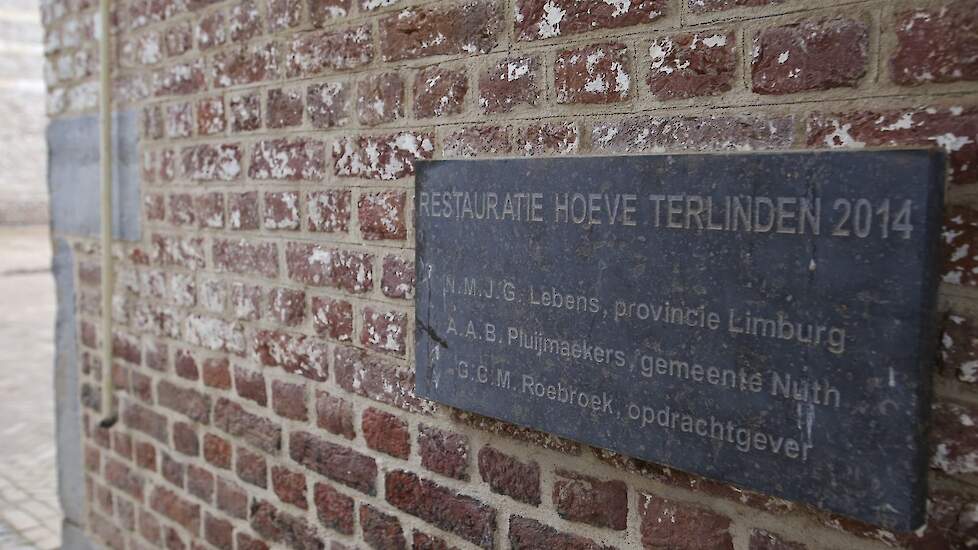 RESTAURATIE HOEVE TERLINDEN 2014
N.M.J.G. Lebens, provincie Limburg
A.A.B. Pluijmaekers, gemeente Nuth
G.C.M. Roebroek, opdrachtgever